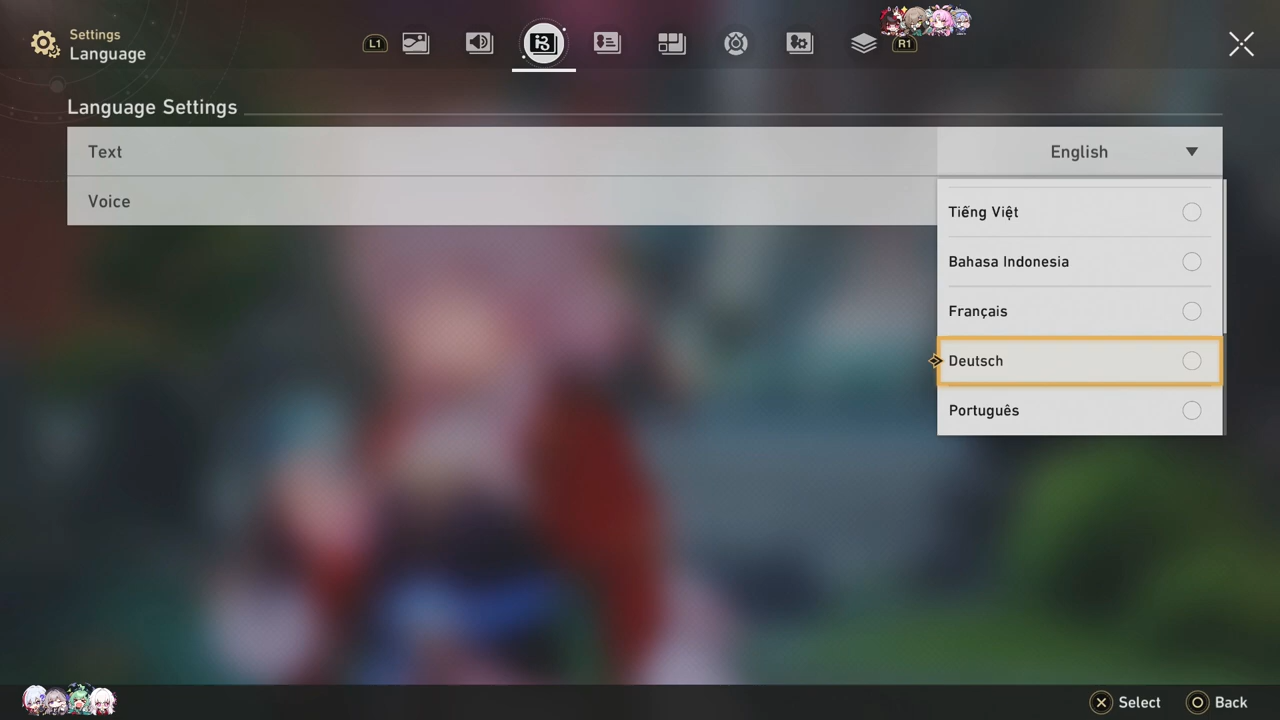 Settings
Language
L1
R1
Language Settings
Text
English
Voice
Tiếng Việt
Bahasa Indonesia
Français
Deutsch
Português
Select
Back